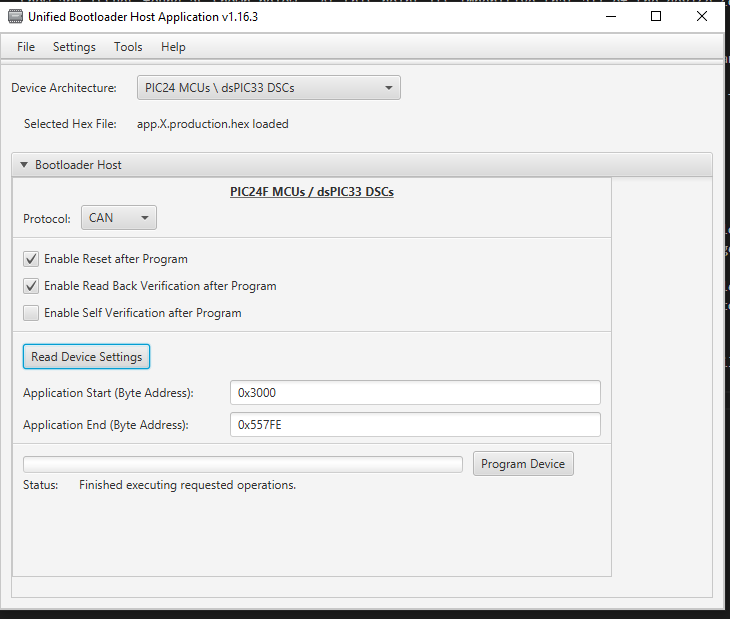 Unified Bootloader Host Application v1.16.3
File Settings Tools Help
Device Architecture: PIC24 MCUs \ dsPIC33 DSCs
Selected Hex File: app.X.production.hex loaded
Bootloader Host
PIC24F MCUs / dsPIC33 DSCs
Protocol: CAN
Enable Reset after Program
Enable Read Back Verification after Program
Enable Self Verification after Program
Read Device Settings
Application Start (Byte Address): 0x3000
Application End (Byte Address): 0x557FE
Program Device
Status: Finished executing requested operations.